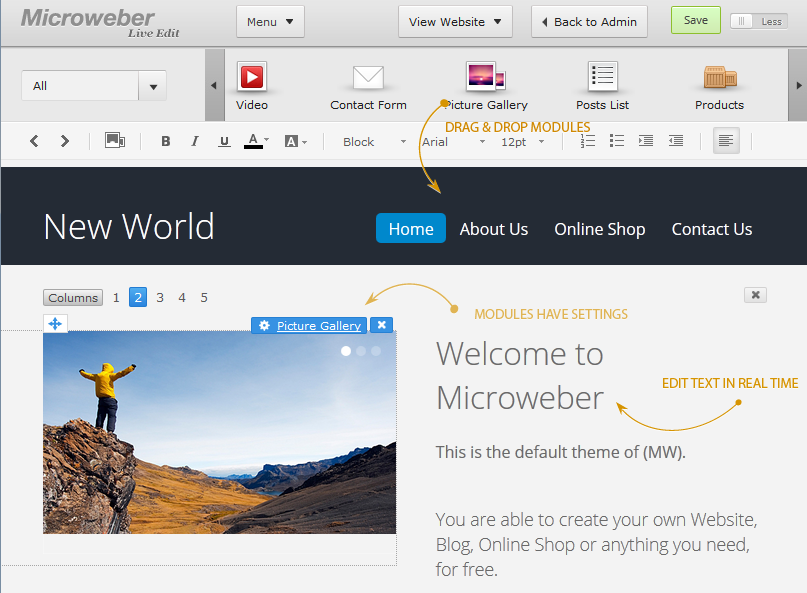 Microweber
Live Edit
Menu
View Website
Back to Admin
Save
Less
All
Video
Contact Form
Picture Gallery
Posts List
Products
DRAG & DROP MODULES
B I U A A Block Arial 12pt
New World
Home About Us Online Shop Contact Us
Columns 1 2 3 4 5
MODULES HAVE SETTINGS
Picture Gallery
Welcome to
Microweber
EDIT TEXT IN REAL TIME
This is the default theme of (MW).
You are able to create your own Website,
Blog, Online Shop or anything you need,
for free.